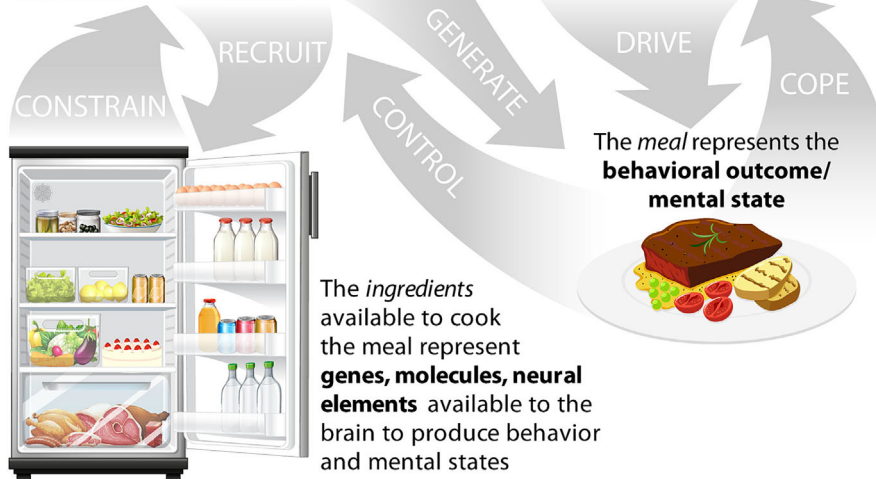 CONSTRAIN
RECRUIT
GENERATE
CONTROL
DRIVE
COPE
The meal represents the
behavioral outcome/
mental state
The ingredients
available to cook
the meal represent
genes, molecules, neural
elements available to the
brain to produce behavior
and mental states